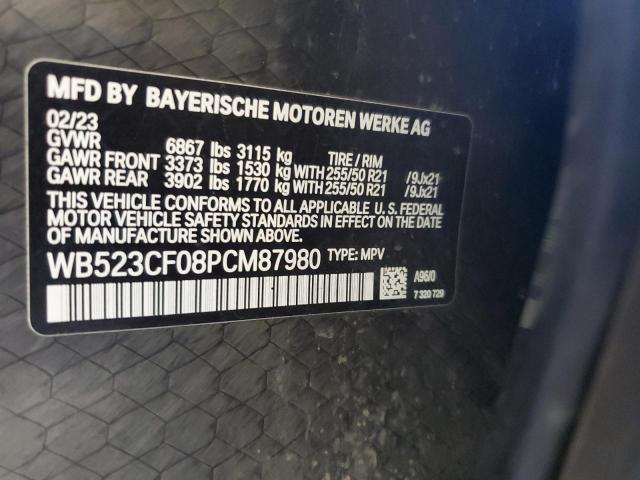 MFD BY BAYERISCHE MOTOREN WERKE AG
02/23
GVWR 6867 lbs 3115 kg TIRE / RIM
GAWR FRONT 3373 lbs 1530 kg WITH 255/50 R21 /9Jx21
GAWR REAR 3902 lbs 1770 kg WITH 255/50 R21 /9Jx21
THIS VEHICLE CONFORMS TO ALL APPLICABLE U. S. FEDERAL
MOTOR VEHICLE SAFETY STANDARDS IN EFFECT ON THE DATE
OF MANUFACTURE SHOWN ABOVE.
WB523CF08PCM87980 TYPE: MPV
A96/0
7 320 729